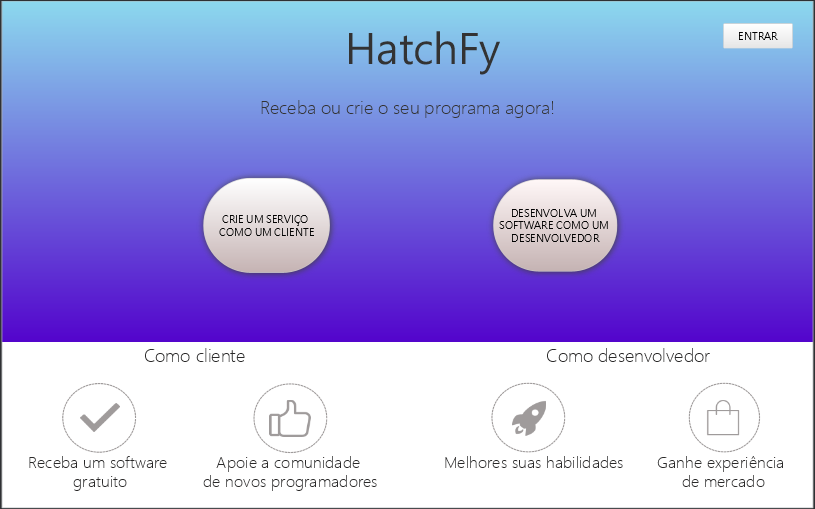 HatchFy
ENTRAR
Receba ou crie o seu programa agora!
CRIE UM SERVIÇO
COMO UM CLIENTE
DESENVOLVA UM
SOFTWARE COMO UM
DESENVOLVEDOR
Como cliente
Como desenvolvedor
Receba um software
gratuito
Apoie a comunidade
de novos programadores
Melhores suas habilidades
Ganhe experiência
de mercado